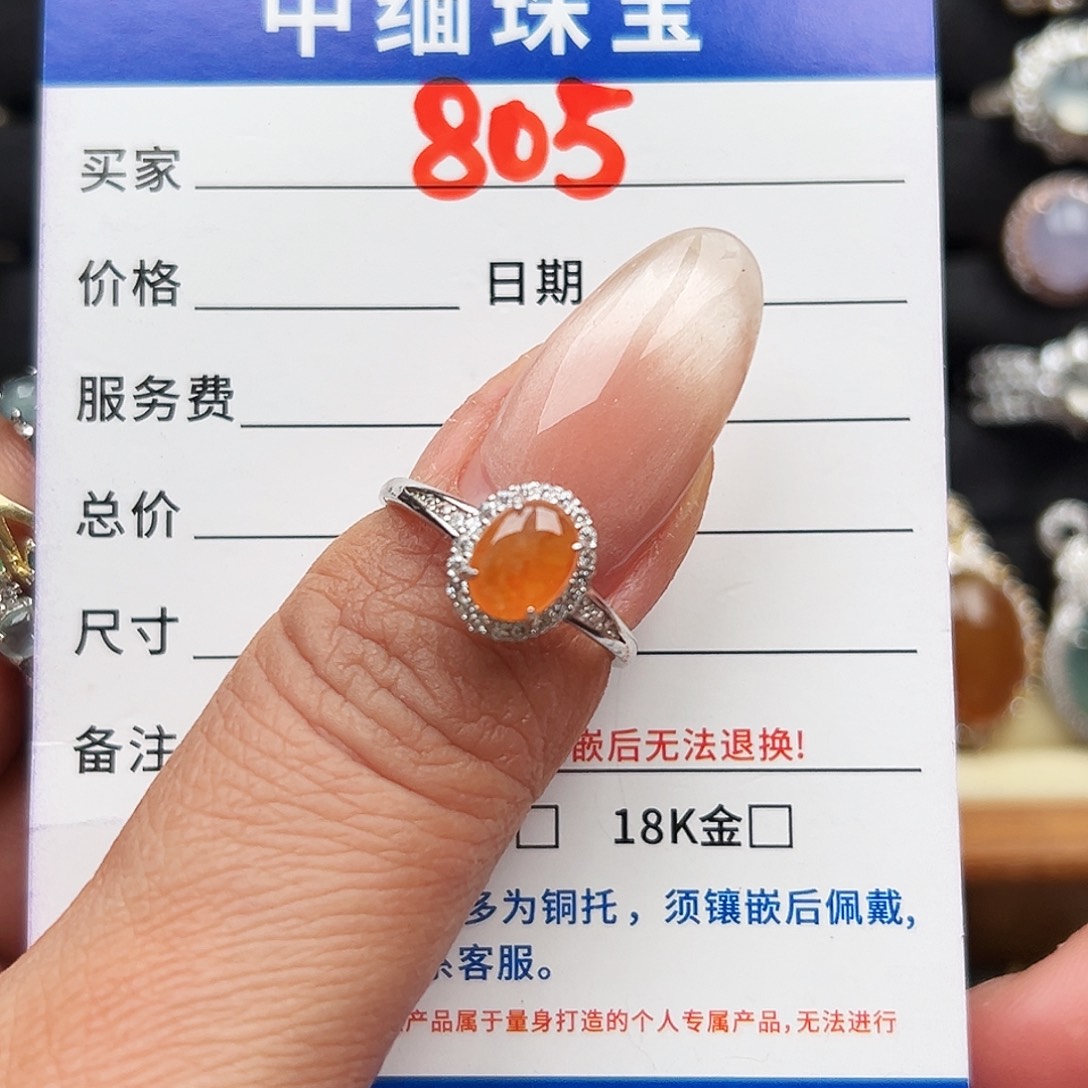 中缅珠宝
805
买家
价格 日期
服务费
总价
尺寸
备注 嵌后无法退换!
□ 18K金□
多为铜托，须镶嵌后佩戴,
系客服。
产品属于量身打造的个人专属产品,无法进行